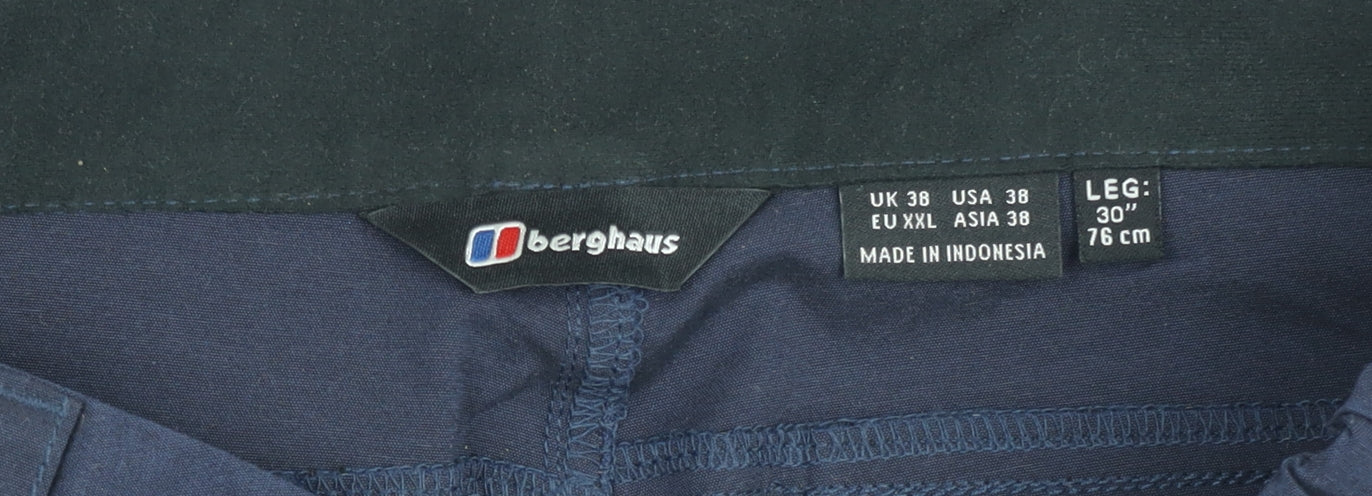 berghaus
UK 38 USA 38
EU XXL ASIA 38
MADE IN INDONESIA
LEG:
30"
76 cm